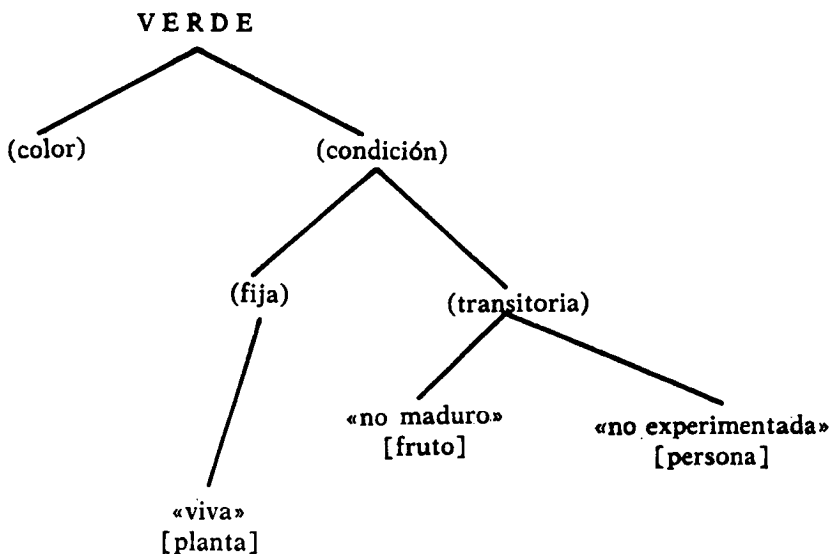 VERDE
(color) (condición)
(fija) (transitoria)
«no maduro»
[fruto]
«no experimentada»
[persona]
«viva»
[planta]